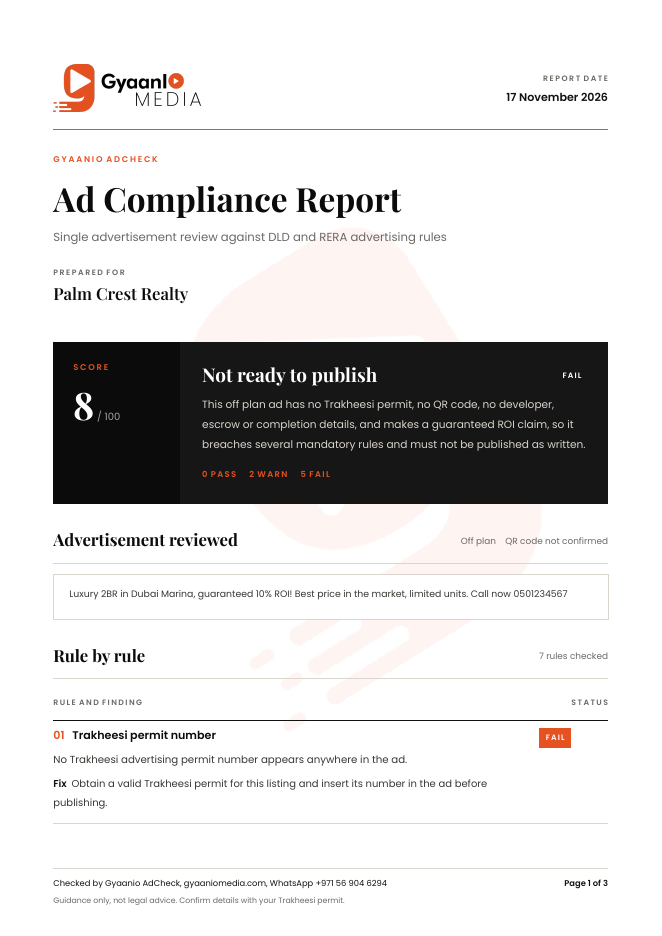 Gyaanio
MEDIA
REPORT DATE
17 November 2026
GYAANIO ADCHECK
Ad Compliance Report
Single advertisement review against DLD and RERA advertising rules
PREPARED FOR
Palm Crest Realty
SCORE
8 / 100
Not ready to publish
FAIL
This off plan ad has no Trakheesi permit, no QR code, no developer,
escrow or completion details, and makes a guaranteed ROI claim, so it
breaches several mandatory rules and must not be published as written.
0 PASS 2 WARN 5 FAIL
Advertisement reviewed
Off plan QR code not confirmed
Luxury 2BR in Dubai Marina, guaranteed 10% ROI! Best price in the market, limited units. Call now 0501234567
Rule by rule
7 rules checked
RULE AND FINDING
STATUS
01 Trakheesi permit number
FAIL
No Trakheesi advertising permit number appears anywhere in the ad.
Fix Obtain a valid Trakheesi permit for this listing and insert its number in the ad before
publishing.
Checked by Gyaanio AdCheck, gyaaniomedia.com, WhatsApp +971 56 904 6294
Page 1 of 3
Guidance only, not legal advice. Confirm details with your Trakheesi permit.